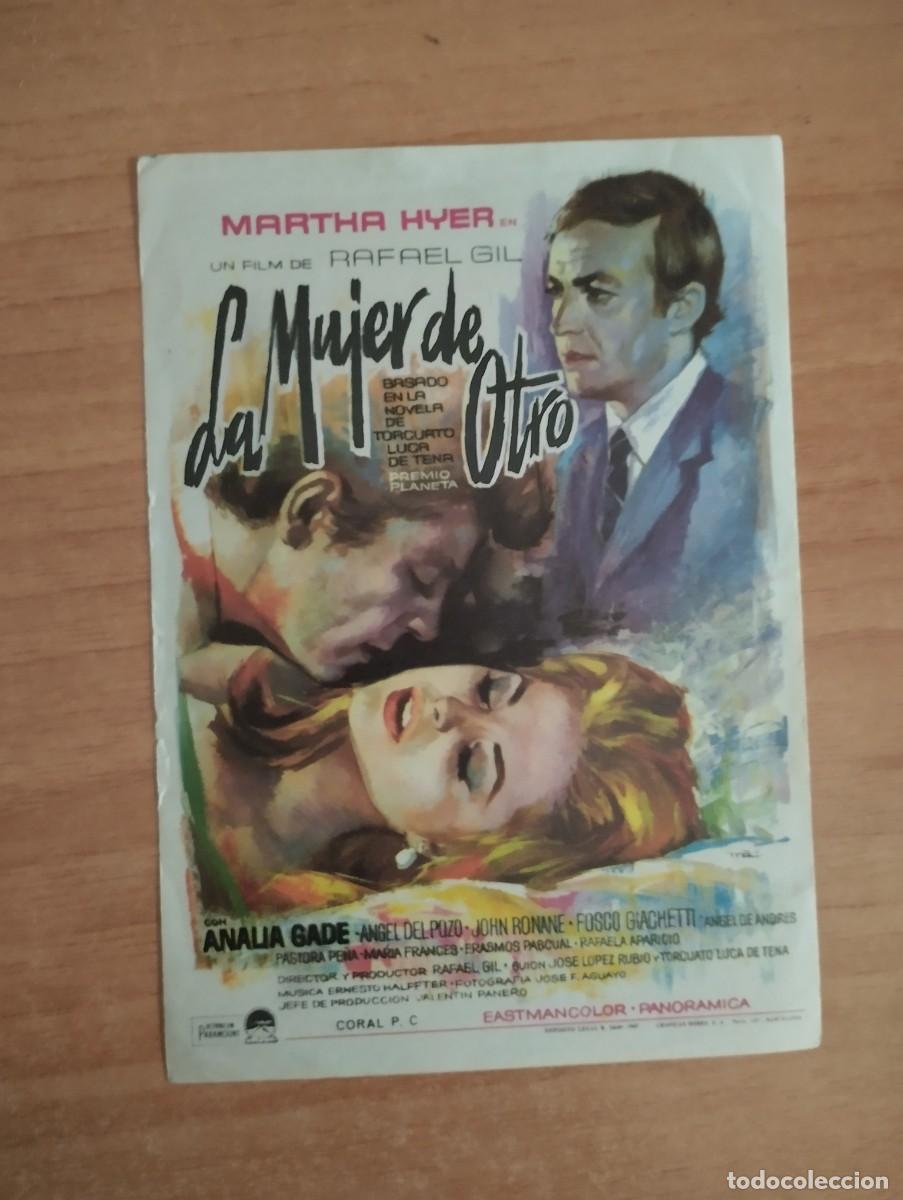 MARTHA HYER EN
UN FILM DE RAFAEL GIL
La Mujer de Otro
BASADO
EN LA
NOVELA
DE
TORCUATO
LUCA
DE TENA
PREMIO
PLANETA
CON
ANALIA GADE · ANGEL DEL POZO · JOHN RONANE · FOSCO GIACHETTI · ANGEL DE ANDRES
PASTORA PEÑA · MARIA FRANCES · ERASMOS PASCUAL · RAFAELA APARICIO
DIRECTOR Y PRODUCTOR RAFAEL GIL · GUION JOSE LOPEZ RUBIO Y TORCUATO LUCA DE TENA
MUSICA ERNESTO HALFFTER · FOTOGRAFIA JOSE F. AGUAYO
JEFE DE PRODUCCION VALENTIN PANERO
EASTMANCOLOR · PANORAMICA
PARAMOUNT
CORAL P. C
todocoleccion